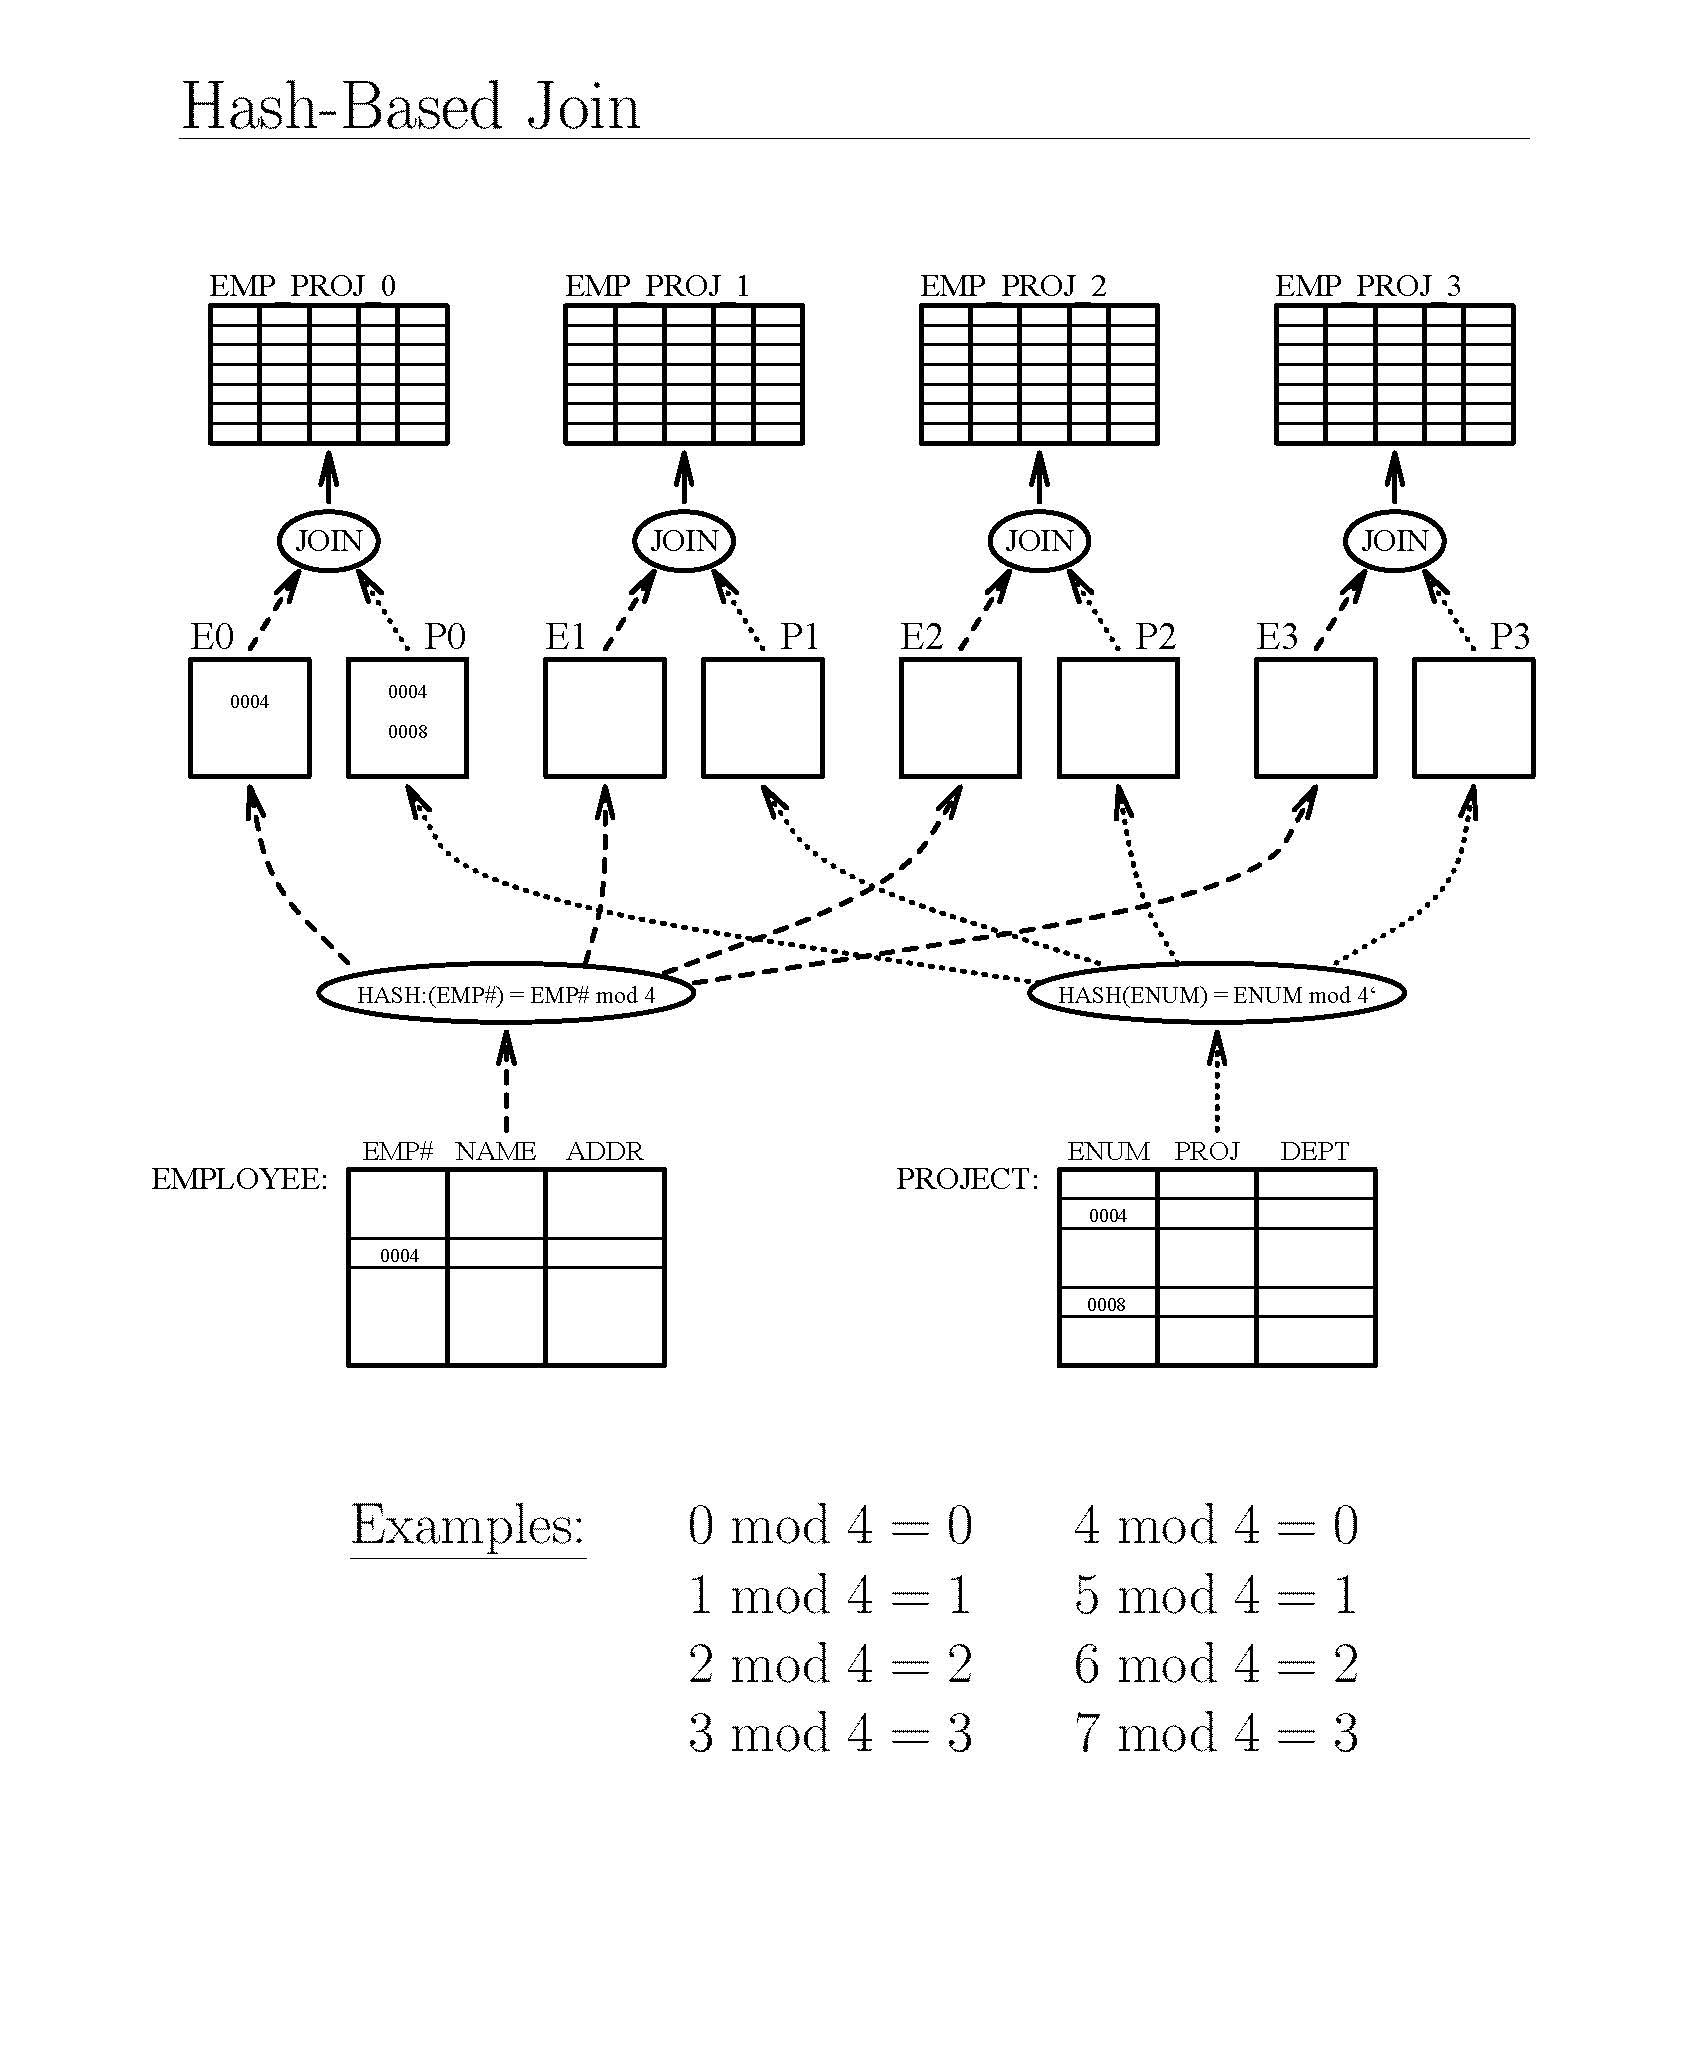 Hash-Based Join
EMP_PROJ_0 EMP_PROJ_1 EMP_PROJ_2 EMP_PROJ_3
JOIN JOIN JOIN JOIN
E0 P0 E1 P1 E2 P2 E3 P3
0004 0004
0008
HASH:(EMP#) = EMP# mod 4 HASH(ENUM) = ENUM mod 4‘
EMP# NAME ADDR ENUM PROJ DEPT
EMPLOYEE: PROJECT:
0004
0004
0008
Examples: 0 mod 4 = 0 4 mod 4 = 0
1 mod 4 = 1 5 mod 4 = 1
2 mod 4 = 2 6 mod 4 = 2
3 mod 4 = 3 7 mod 4 = 3